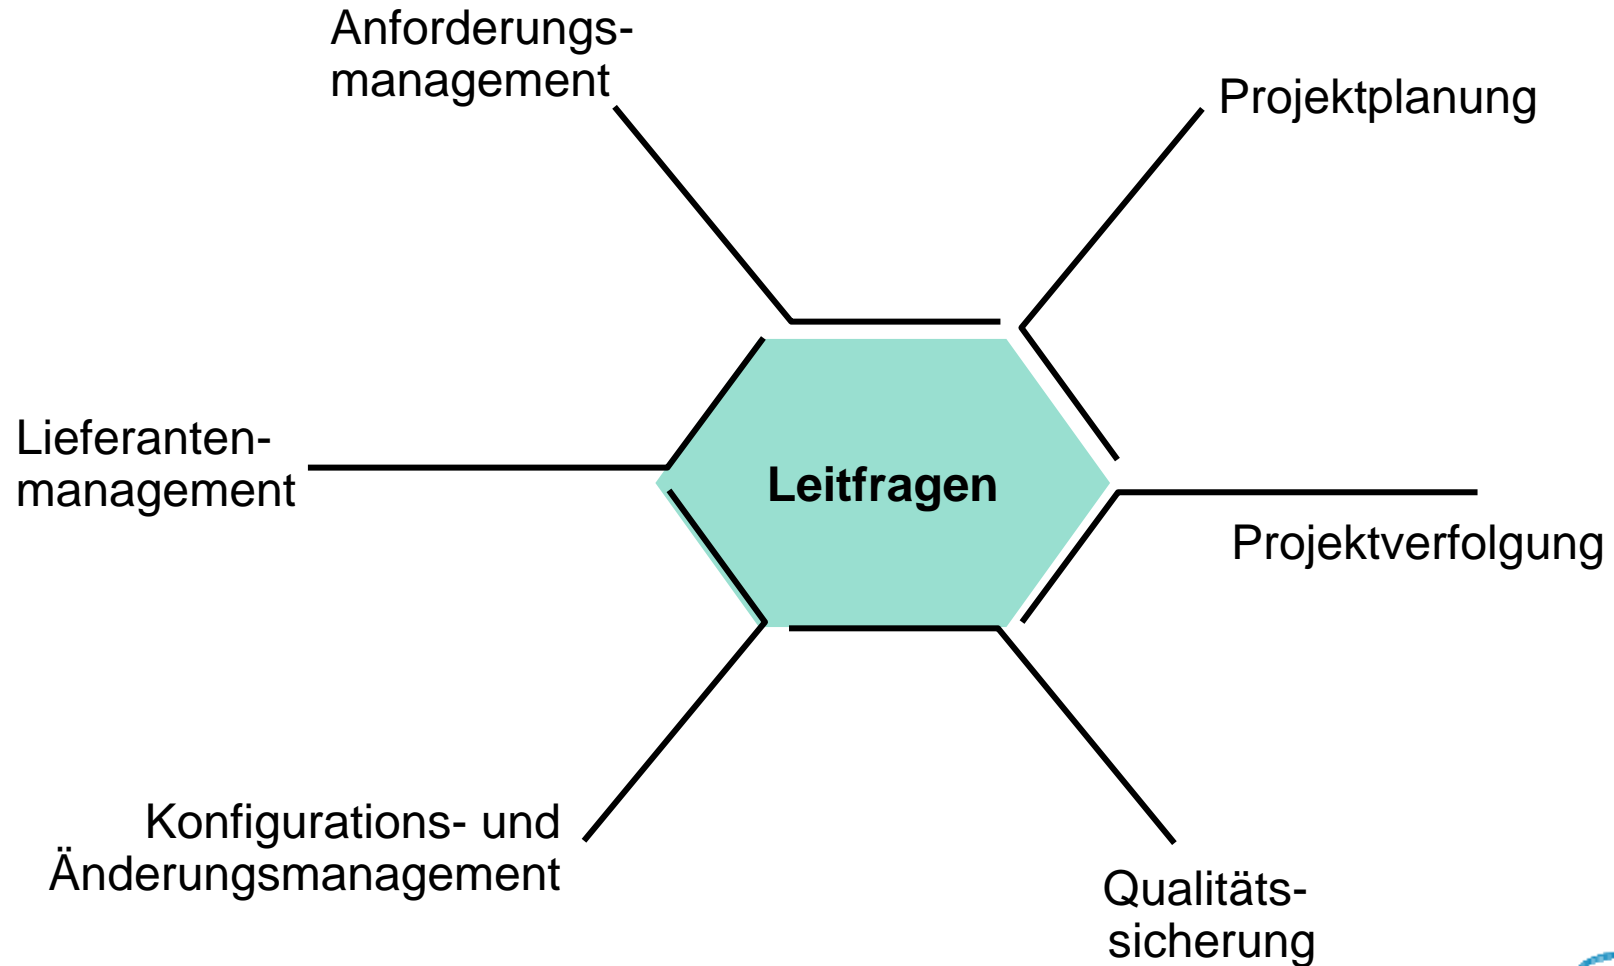 Anforderungs-
management
Projektplanung
Lieferanten-
management
Leitfragen
Projektverfolgung
Konfigurations- und
Änderungsmanagement
Qualitäts-
sicherung